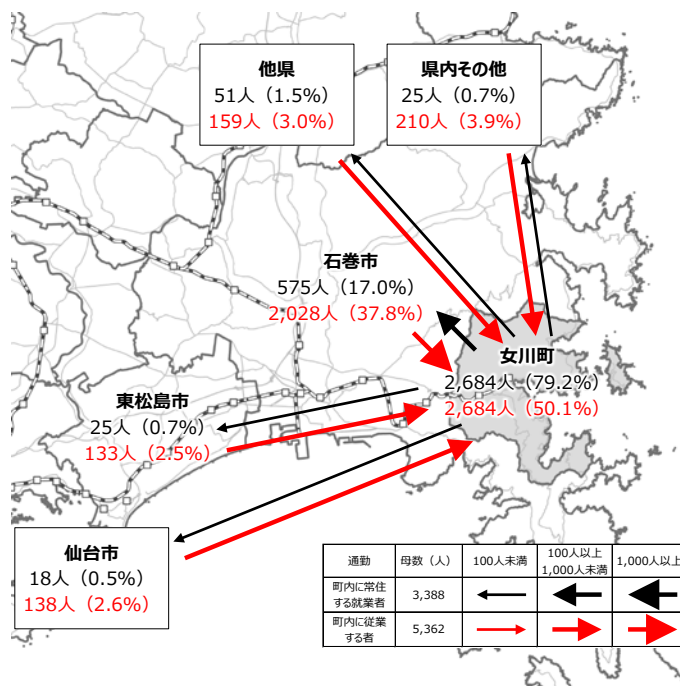 他県
51人（1.5%）
159人（3.0%）
県内その他
25人（0.7%）
210人（3.9%）
石巻市
575人（17.0%）
2,028人（37.8%）
女川町
2,684人（79.2%）
2,684人（50.1%）
東松島市
25人（0.7%）
133人（2.5%）
仙台市
18人（0.5%）
138人（2.6%）
通勤 母数（人） 100人未満 100人以上 1,000人未満 1,000人以上
町内に常住
する就業者 3,388
町内に従業
する者 5,362